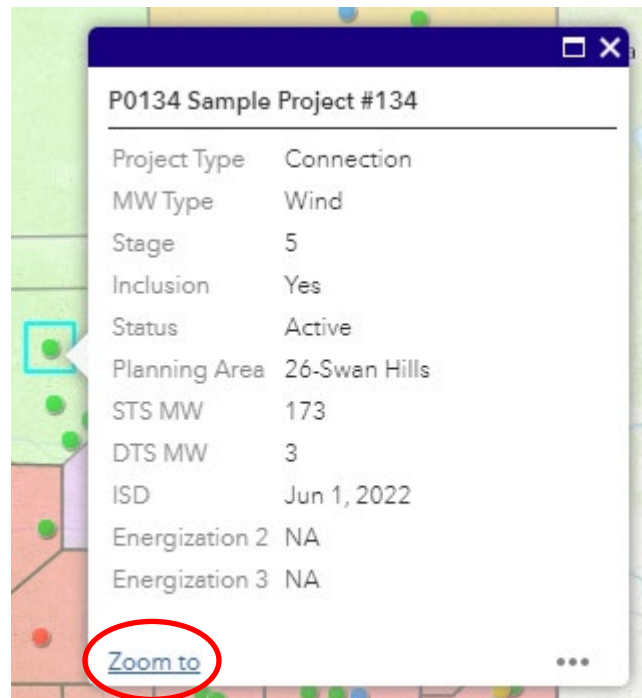 P0134 Sample Project #134
Project Type Connection
MW Type Wind
Stage 5
Inclusion Yes
Status Active
Planning Area 26-Swan Hills
STS MW 173
DTS MW 3
ISD Jun 1, 2022
Energization 2 NA
Energization 3 NA
Zoom to